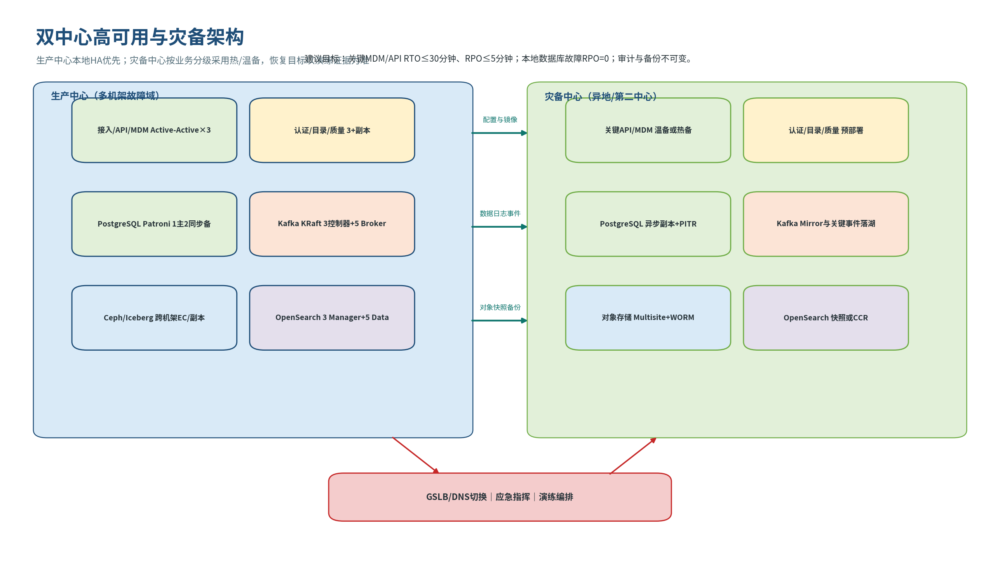 双中心高可用与灾备架构
生产中心本地HA优先；灾备中心按业务分级采用热/温备，恢复目标以演练证据为准
建议目标：关键MDM/API RTO≤30分钟、RPO≤5分钟；本地数据库故障RPO=0；审计与备份不可变。
生产中心（多机架故障域）
接入/API/MDM Active-Active×3
认证/目录/质量 3+副本
PostgreSQL Patroni 1主2同步备
Kafka KRaft 3控制器+5 Broker
Ceph/Iceberg 跨机架EC/副本
OpenSearch 3 Manager+5 Data
配置与镜像
数据日志事件
对象快照备份
灾备中心（异地/第二中心）
关键API/MDM 温备或热备
认证/目录/质量 预部署
PostgreSQL 异步副本+PITR
Kafka Mirror与关键事件落湖
对象存储 Multisite+WORM
OpenSearch 快照或CCR
GSLB/DNS切换｜应急指挥｜演练编排